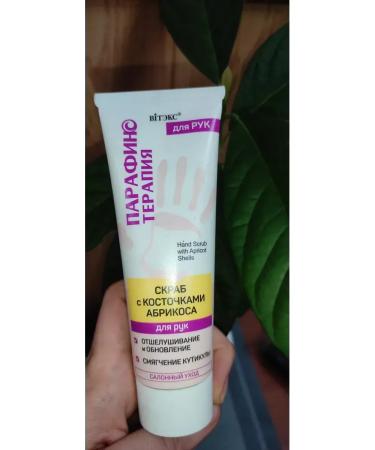 вiтэкс®
для РУК
ПАРАФИНО
ТЕРАПИЯ
Hand Scrub
with Apricot
Shells
СКРАБ
с КОСТОЧКАМИ
АБРИКОСА
для рук
ОТШЕЛУШИВАНИЕ
и ОБНОВЛЕНИЕ
СМЯГЧЕНИЕ КУТИКУЛЫ
САЛОННЫЙ УХОД